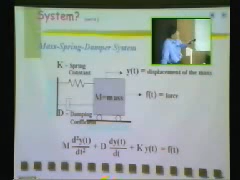 System?
Mass-Spring-Damper System
K - Spring
Constant
y(t) = displacement of the mass
M=mass
f(t) = force
D - Damping
Coefficient
M d²y(t)/dt² + D dy(t)/dt + K y(t) = f(t)